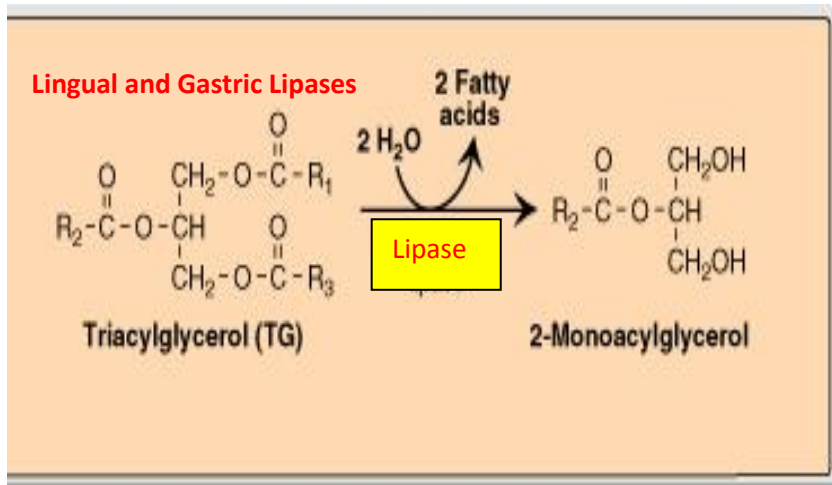 Lingual and Gastric Lipases
2 Fatty
acids
2 H₂O
O
CH₂-O-C-R₁
O
R₂-C-O-CH
O
CH₂-O-C-R₃
Lipase
O
CH₂OH
R₂-C-O-CH
CH₂OH
Triacylglycerol (TG)
2-Monoacylglycerol